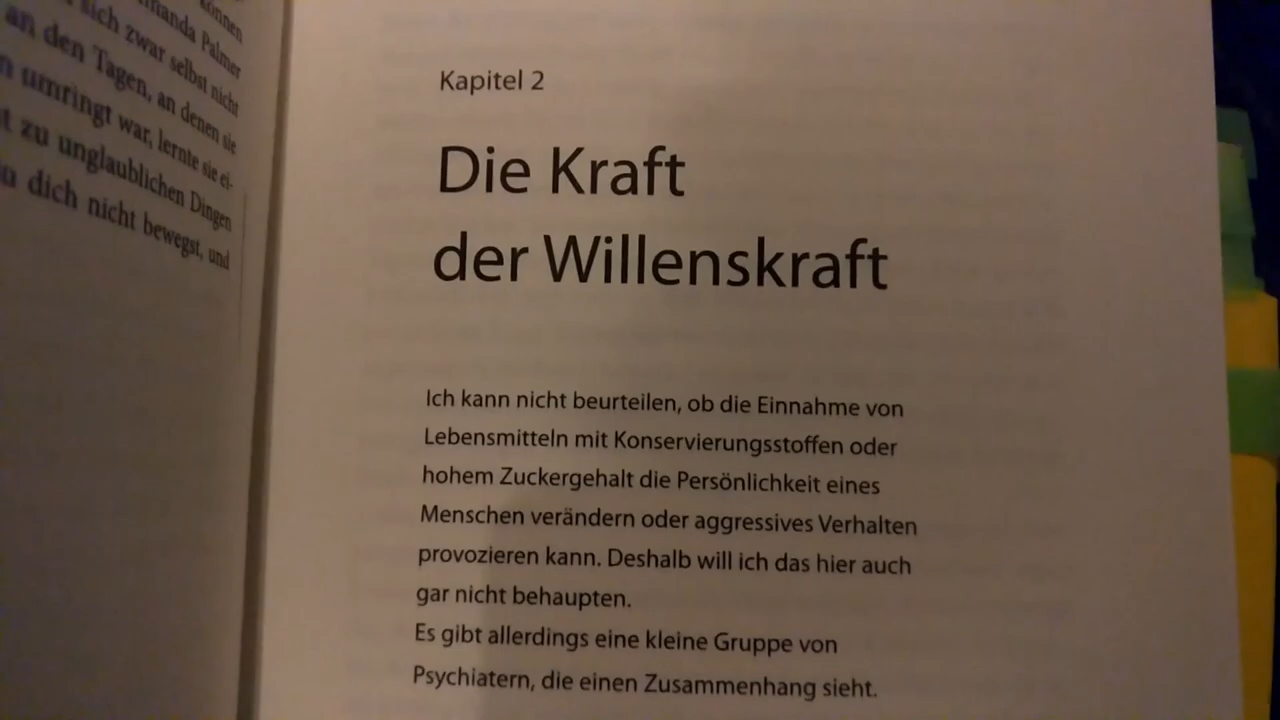 können
Palmer
sich zwar selbst nicht
an den Tagen, an denen sie
umringt war, lernte sie ei-
zu unglaublichen Dingen
dich nicht bewegst, und
Kapitel 2
Die Kraft
der Willenskraft
Ich kann nicht beurteilen, ob die Einnahme von
Lebensmitteln mit Konservierungsstoffen oder
hohem Zuckergehalt die Persönlichkeit eines
Menschen verändern oder aggressives Verhalten
provozieren kann. Deshalb will ich das hier auch
gar nicht behaupten.
Es gibt allerdings eine kleine Gruppe von
Psychiatern, die einen Zusammenhang sieht.